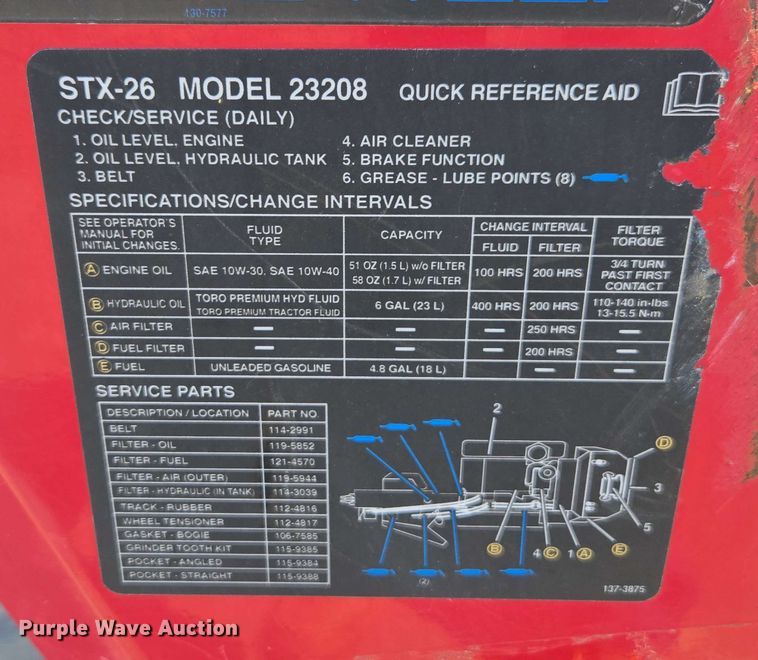 130-7577
STX-26 MODEL 23208 QUICK REFERENCE AID
CHECK/SERVICE (DAILY)
1. OIL LEVEL, ENGINE 4. AIR CLEANER
2. OIL LEVEL, HYDRAULIC TANK 5. BRAKE FUNCTION
3. BELT 6. GREASE - LUBE POINTS (8)
SPECIFICATIONS/CHANGE INTERVALS
SEE OPERATOR'S MANUAL FOR INITIAL CHANGES. FLUID TYPE CAPACITY CHANGE INTERVAL FLUID FILTER FILTER TORQUE
A ENGINE OIL SAE 10W-30, SAE 10W-40 51 OZ (1.5 L) w/o FILTER 58 OZ (1.7 L) w/ FILTER 100 HRS 200 HRS 3/4 TURN PAST FIRST CONTACT
B HYDRAULIC OIL TORO PREMIUM HYD FLUID TORO PREMIUM TRACTOR FLUID 6 GAL (23 L) 400 HRS 200 HRS 110-140 in-lbs 13-15.5 N-m
C AIR FILTER — — — 250 HRS —
D FUEL FILTER — — — 200 HRS —
E FUEL UNLEADED GASOLINE 4.8 GAL (18 L) — — —
SERVICE PARTS
DESCRIPTION / LOCATION PART NO.
BELT 114-2991
FILTER - OIL 119-5852
FILTER - FUEL 121-4570
FILTER - AIR (OUTER) 119-5944
FILTER - HYDRAULIC (IN TANK) 114-3039
TRACK - RUBBER 112-4816
WHEEL TENSIONER 112-4817
GASKET - BOGIE 106-7585
GRINDER TOOTH KIT 115-9385
POCKET - ANGLED 115-9384
POCKET - STRAIGHT 115-9388
2
D
3
5
B 4 C 1 A E
(2)
137-3875
Purple Wave Auction